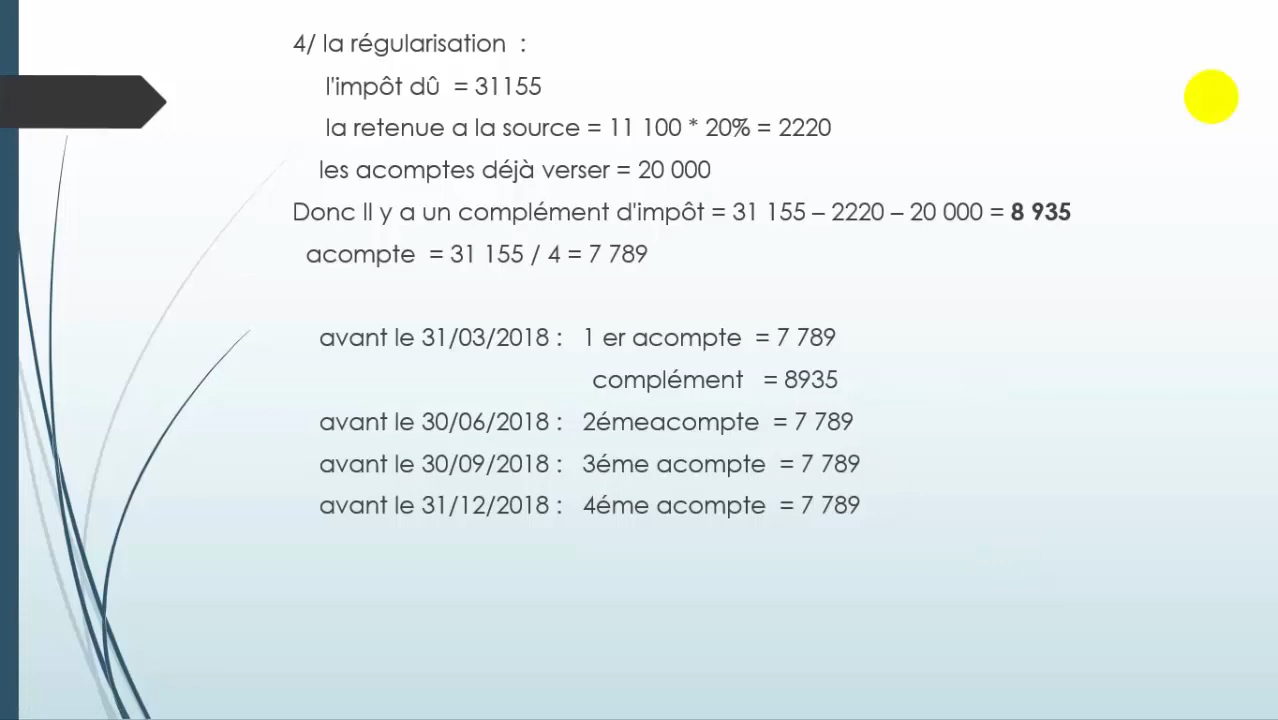 4/ la régularisation :
l'impôt dû = 31155
la retenue a la source = 11 100 * 20% = 2220
les acomptes déjà verser = 20 000
Donc Il y a un complément d'impôt = 31 155 – 2220 – 20 000 = 8 935
acompte = 31 155 / 4 = 7 789
avant le 31/03/2018 : 1 er acompte = 7 789
complément = 8935
avant le 30/06/2018 : 2émeacompte = 7 789
avant le 30/09/2018 : 3éme acompte = 7 789
avant le 31/12/2018 : 4éme acompte = 7 789